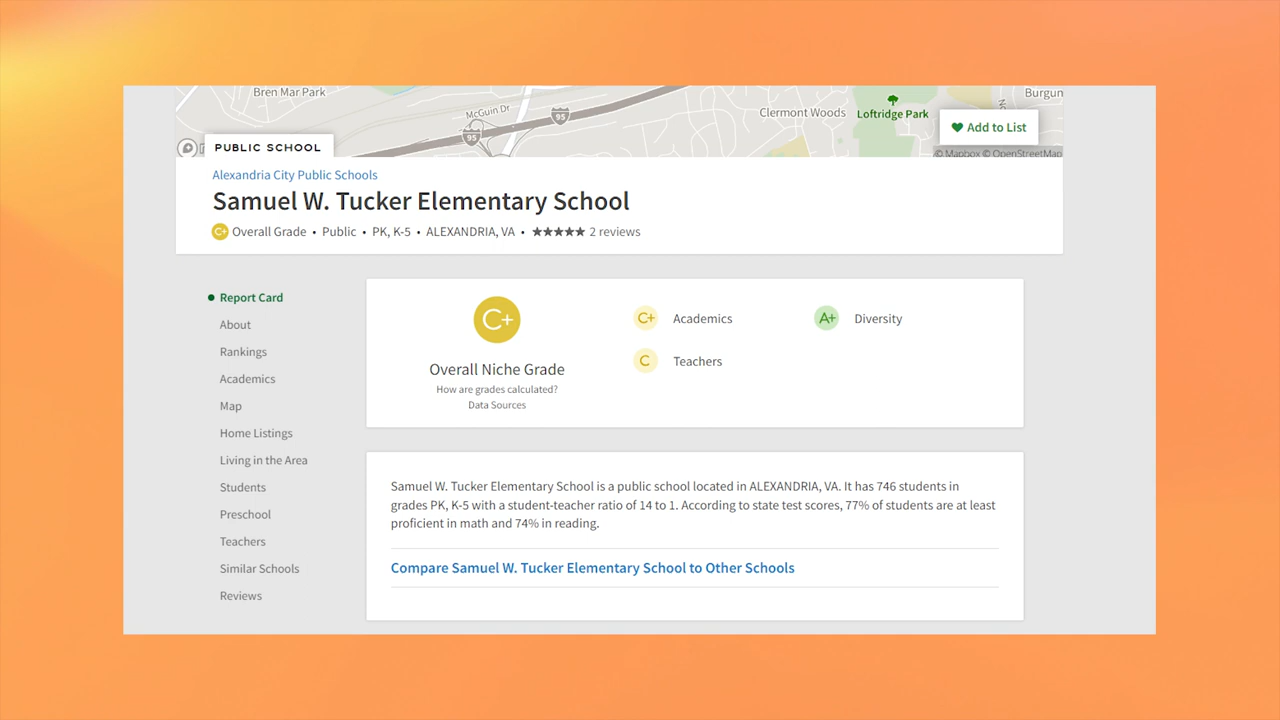 Bren Mar Park
McGuin Dr
95
95
Clermont Woods
Loftridge Park
Burgun
Add to List
© Mapbox © OpenStreetMap
PUBLIC SCHOOL
Alexandria City Public Schools
Samuel W. Tucker Elementary School
C+ Overall Grade • Public • PK, K-5 • ALEXANDRIA, VA • ★★★★★ 2 reviews
Report Card
About
Rankings
Academics
Map
Home Listings
Living in the Area
Students
Preschool
Teachers
Similar Schools
Reviews
C+
Overall Niche Grade
How are grades calculated?
Data Sources
C+ Academics
A+ Diversity
C Teachers
Samuel W. Tucker Elementary School is a public school located in ALEXANDRIA, VA. It has 746 students in
grades PK, K-5 with a student-teacher ratio of 14 to 1. According to state test scores, 77% of students are at least
proficient in math and 74% in reading.
Compare Samuel W. Tucker Elementary School to Other Schools